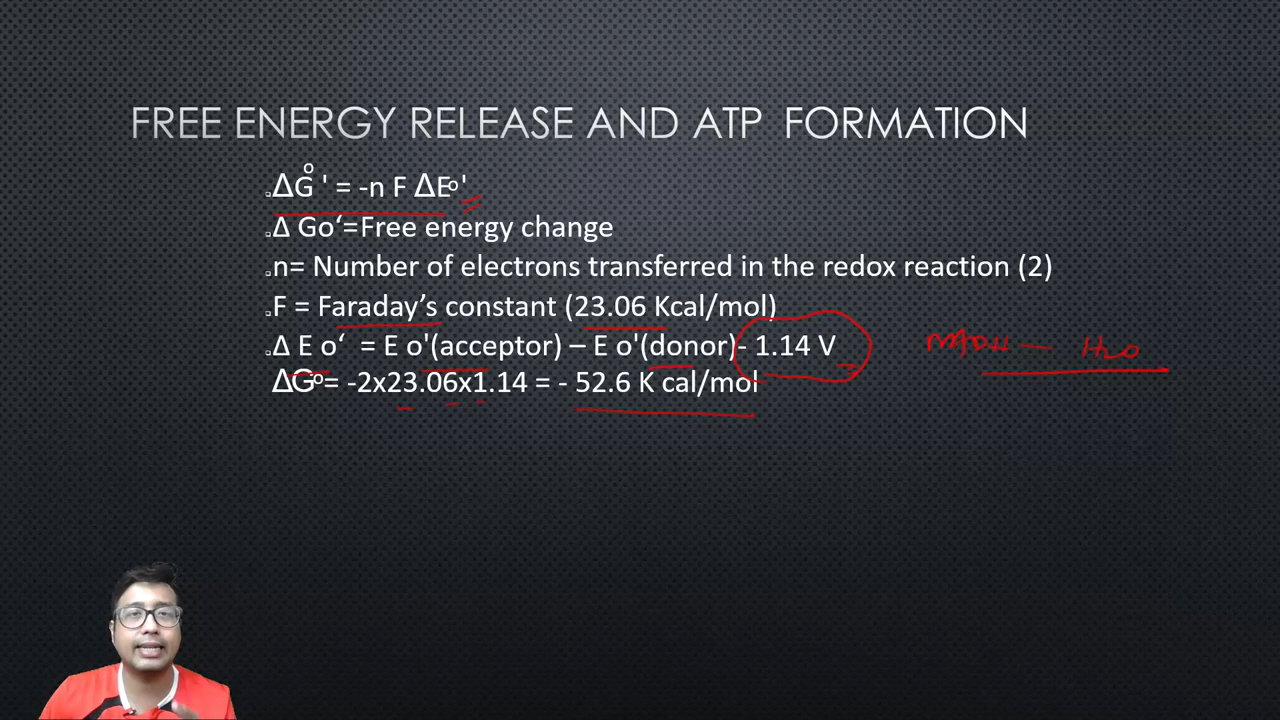 FREE ENERGY RELEASE AND ATP FORMATION
ΔG°' = -n F ΔE°'
Δ Go‘=Free energy change
n= Number of electrons transferred in the redox reaction (2)
F = Faraday’s constant (23.06 Kcal/mol)
Δ E o‘ = E o'(acceptor) – E o'(donor)- 1.14 V
NADH — H2O
ΔG°= -2x23.06x1.14 = - 52.6 K cal/mol